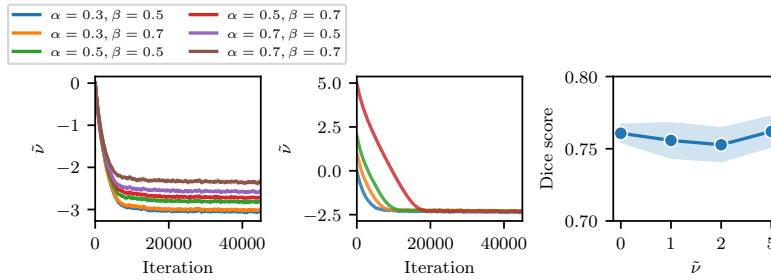 α = 0.3, β = 0.5
α = 0.3, β = 0.7
α = 0.5, β = 0.5
α = 0.5, β = 0.7
α = 0.7, β = 0.5
α = 0.7, β = 0.7
0
−1
−2
−3
ν̃
0 20000 40000
Iteration
5.0
2.5
0.0
−2.5
ν̃
0 20000 40000
Iteration
0.80
0.75
0.70
Dice score
0 1 2 5
ν̃